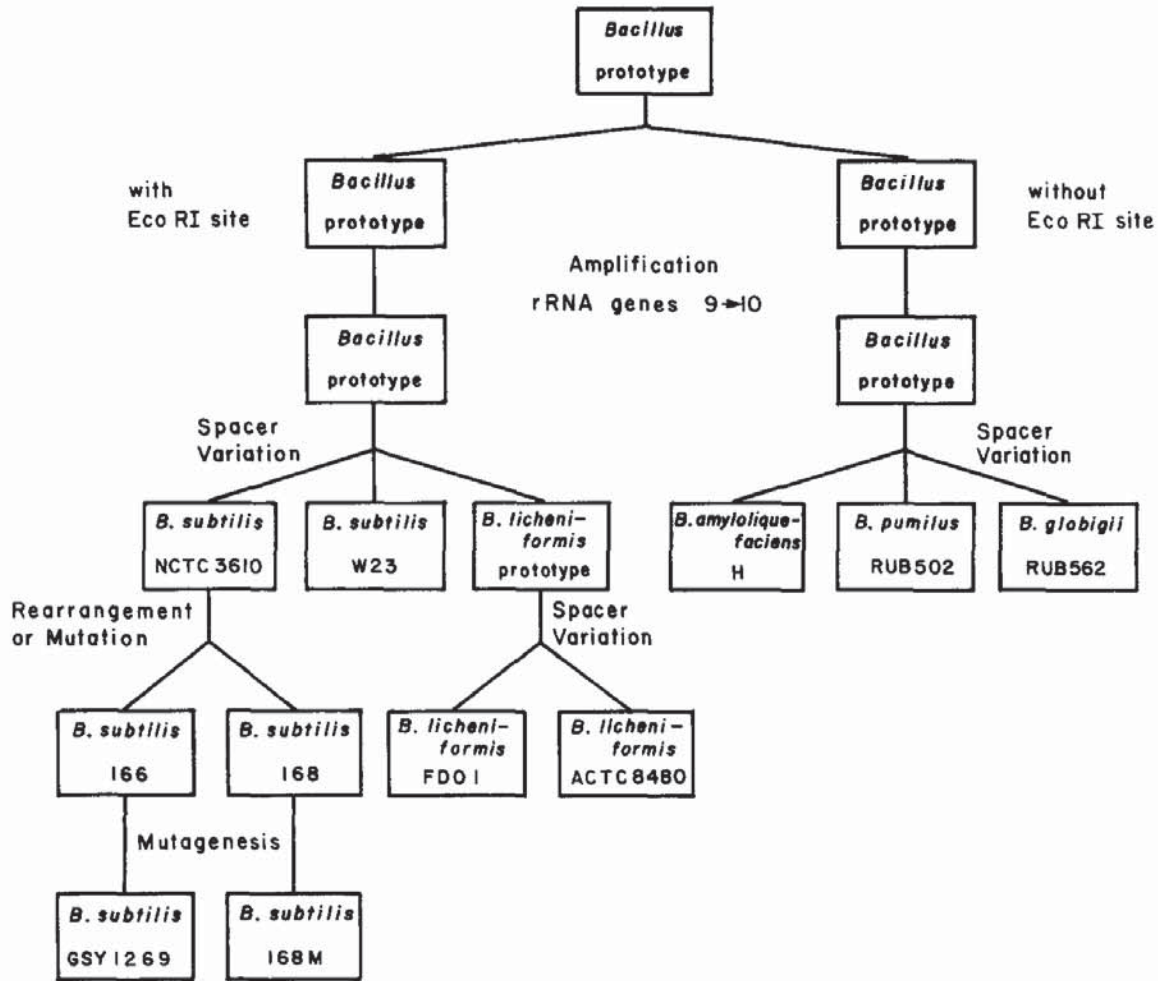 Bacillus
prototype
with
Eco RI site
Bacillus
prototype
Bacillus
prototype
without
Eco RI site
Amplification
rRNA genes 9→10
Bacillus
prototype
Bacillus
prototype
Spacer
Variation
Spacer
Variation
B. subtilis
NCTC 3610
B. subtilis
W23
B. licheni-
formis
prototype
B. amylolique-
faciens
H
B. pumilus
RUB502
B. globigii
RUB562
Rearrangement
or Mutation
Spacer
Variation
B. subtilis
166
B. subtilis
168
B. licheni-
formis
FD01
B. licheni-
formis
ACTC 8480
Mutagenesis
B. subtilis
GSY1269
B. subtilis
168M